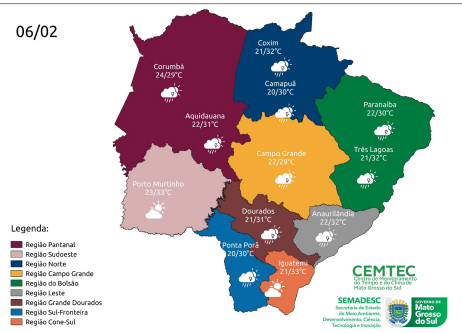 06/02
Coxim
21/32°C
Corumbá
24/29°C
Camapuã
20/30°C
Paranaíba
22/30°C
Aquidauana
22/31°C
Três Lagoas
21/32°C
Campo Grande
22/29°C
Porto Murtinho
23/33°C
Dourados
21/31°C
Anaurilândia
22/32°C
Ponta Porã
20/30°C
Iguatemi
21/33°C
Legenda:
Região Pantanal
Região Sudoeste
Região Norte
Região Campo Grande
Região do Bolsão
Região Leste
Região Grande Dourados
Região Sul-Fronteira
Região Cone-Sul
CEMTEC
Centro de Monitoramento
do Tempo e do Clima de
Mato Grosso do Sul
SEMADESC
Secretaria de Estado
de Meio Ambiente,
Desenvolvimento, Ciência,
Tecnologia e Inovação
GOVERNO DE
Mato
Grosso
do Sul